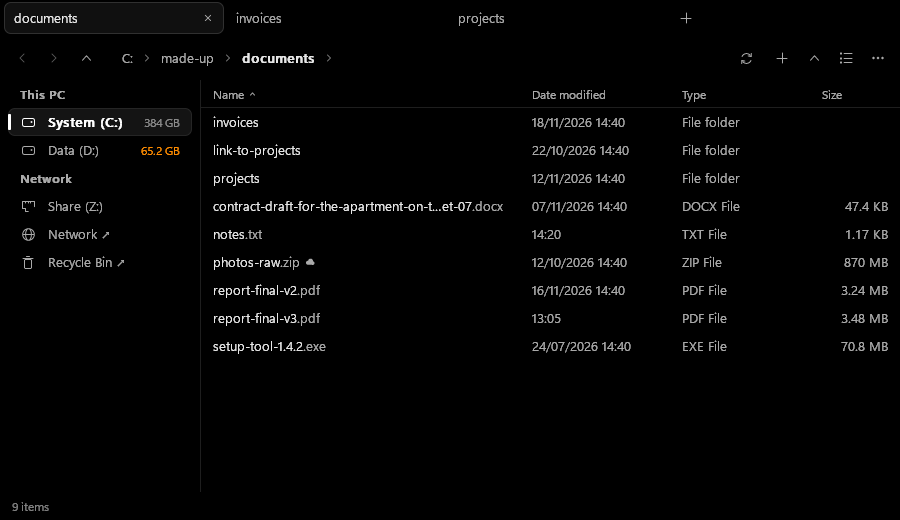 documents invoices projects
C: made-up documents
This PC Name Date modified Type Size
System (C:) 384 GB invoices 18/11/2026 14:40 File folder
Data (D:) 65.2 GB link-to-projects 22/10/2026 14:40 File folder
Network projects 12/11/2026 14:40 File folder
Share (Z:) contract-draft-for-the-apartment-on-t...et-07.docx 07/11/2026 14:40 DOCX File 47.4 KB
Network notes.txt 14:20 TXT File 1.17 KB
Recycle Bin photos-raw.zip 12/10/2026 14:40 ZIP File 870 MB
report-final-v2.pdf 16/11/2026 14:40 PDF File 3.24 MB
report-final-v3.pdf 13:05 PDF File 3.48 MB
setup-tool-1.4.2.exe 24/07/2026 14:40 EXE File 70.8 MB
9 items